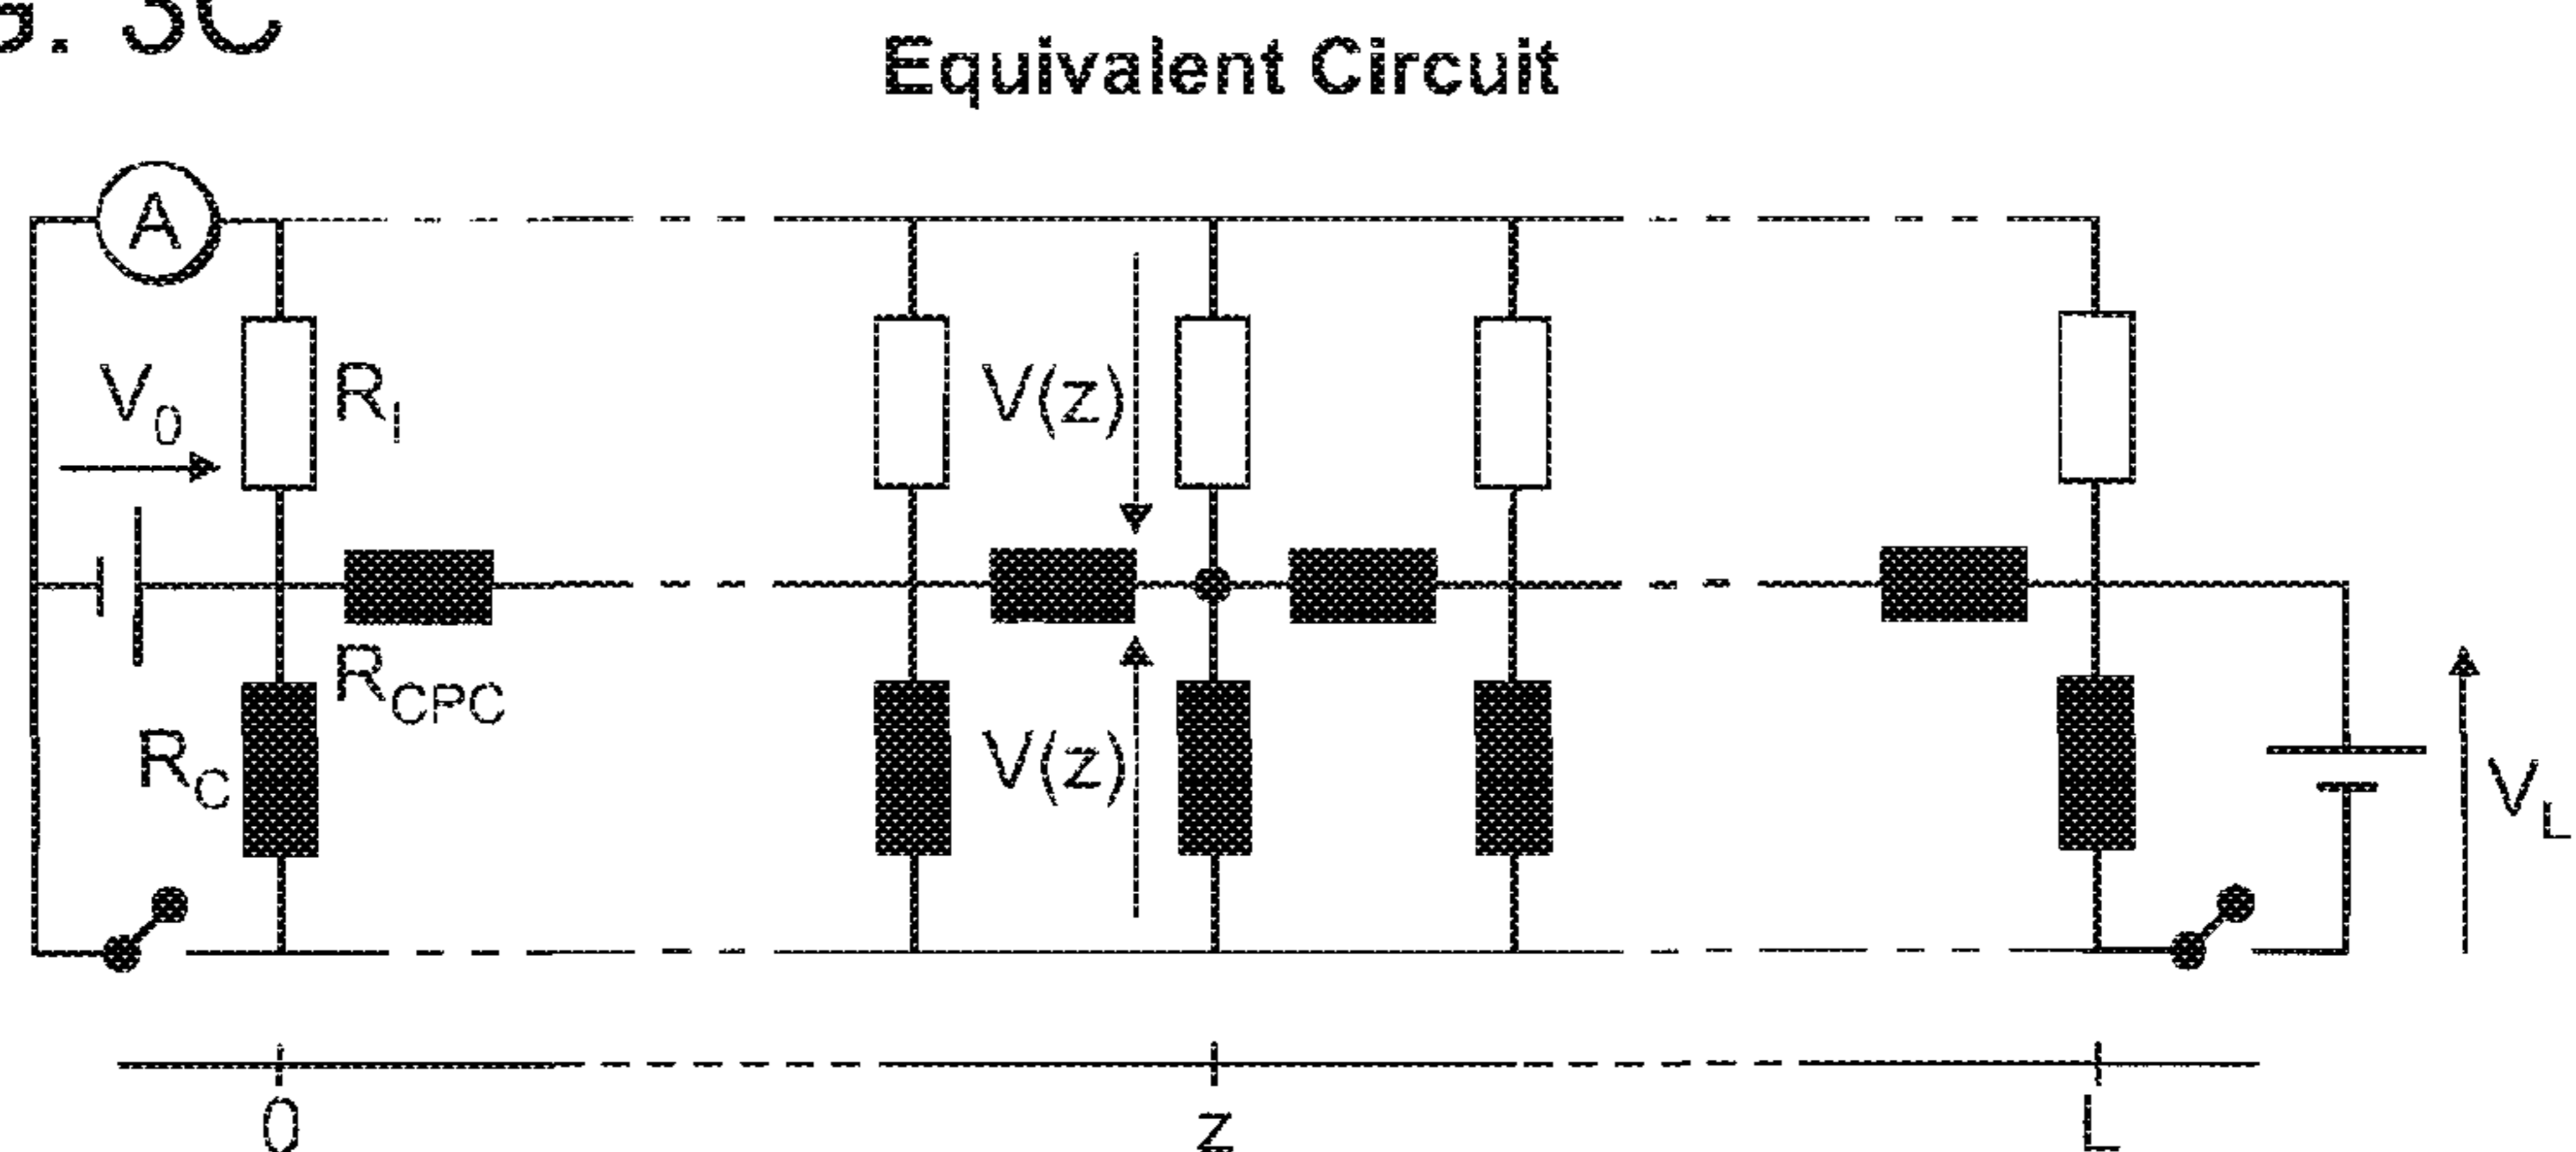 G. 3C
Equivalent Circuit
A
V0
RI
V(z)
RCPC
RC
V(z)
VL
0
z
L